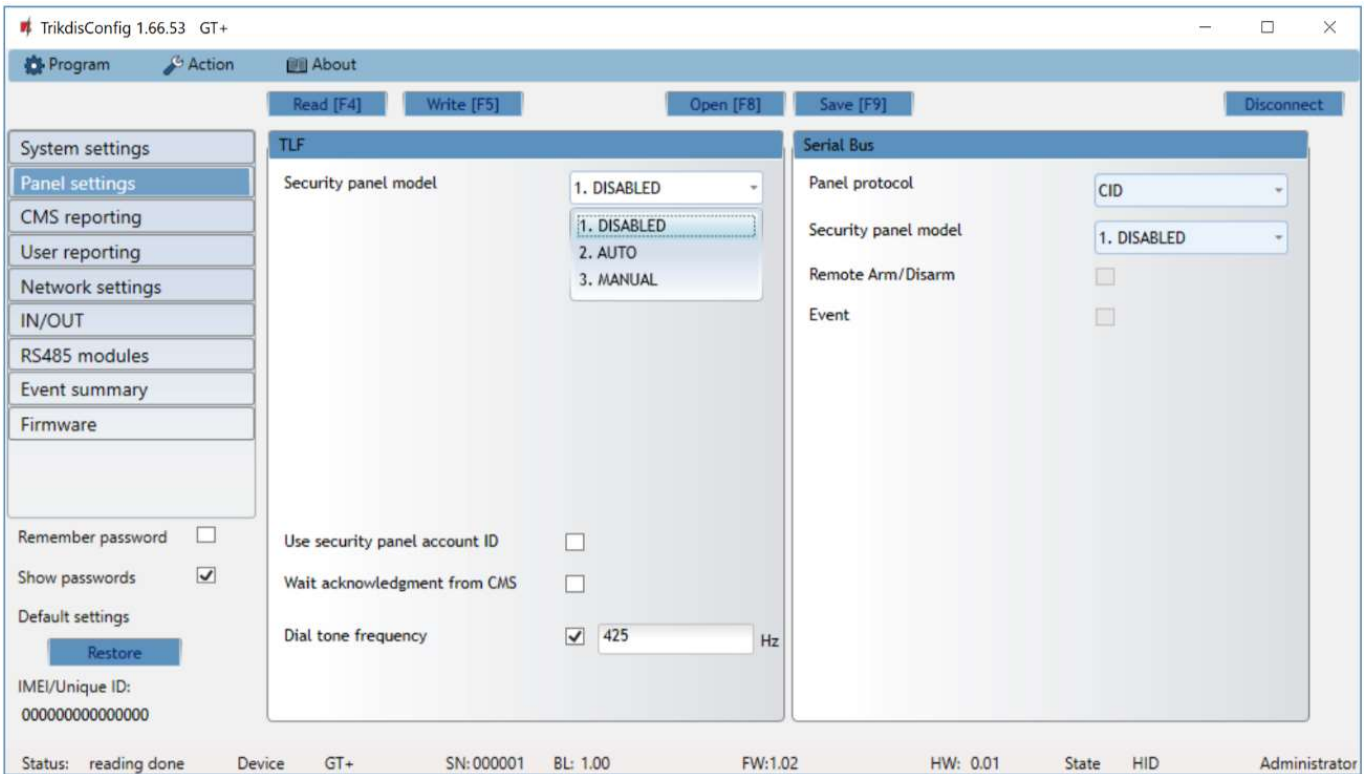 TrikdisConfig 1.66.53 GT+
Program Action About
Read [F4] Write [F5] Open [F8] Save [F9] Disconnect
System settings
Panel settings
CMS reporting
User reporting
Network settings
IN/OUT
RS485 modules
Event summary
Firmware
Remember password
Show passwords
Default settings
Restore
IMEI/Unique ID:
000000000000000
TLF
Security panel model 1. DISABLED
1. DISABLED
2. AUTO
3. MANUAL
Use security panel account ID
Wait acknowledgment from CMS
Dial tone frequency 425 Hz
Serial Bus
Panel protocol CID
Security panel model 1. DISABLED
Remote Arm/Disarm
Event
Status: reading done Device GT+ SN:000001 BL: 1.00 FW:1.02 HW: 0.01 State HID Administrator